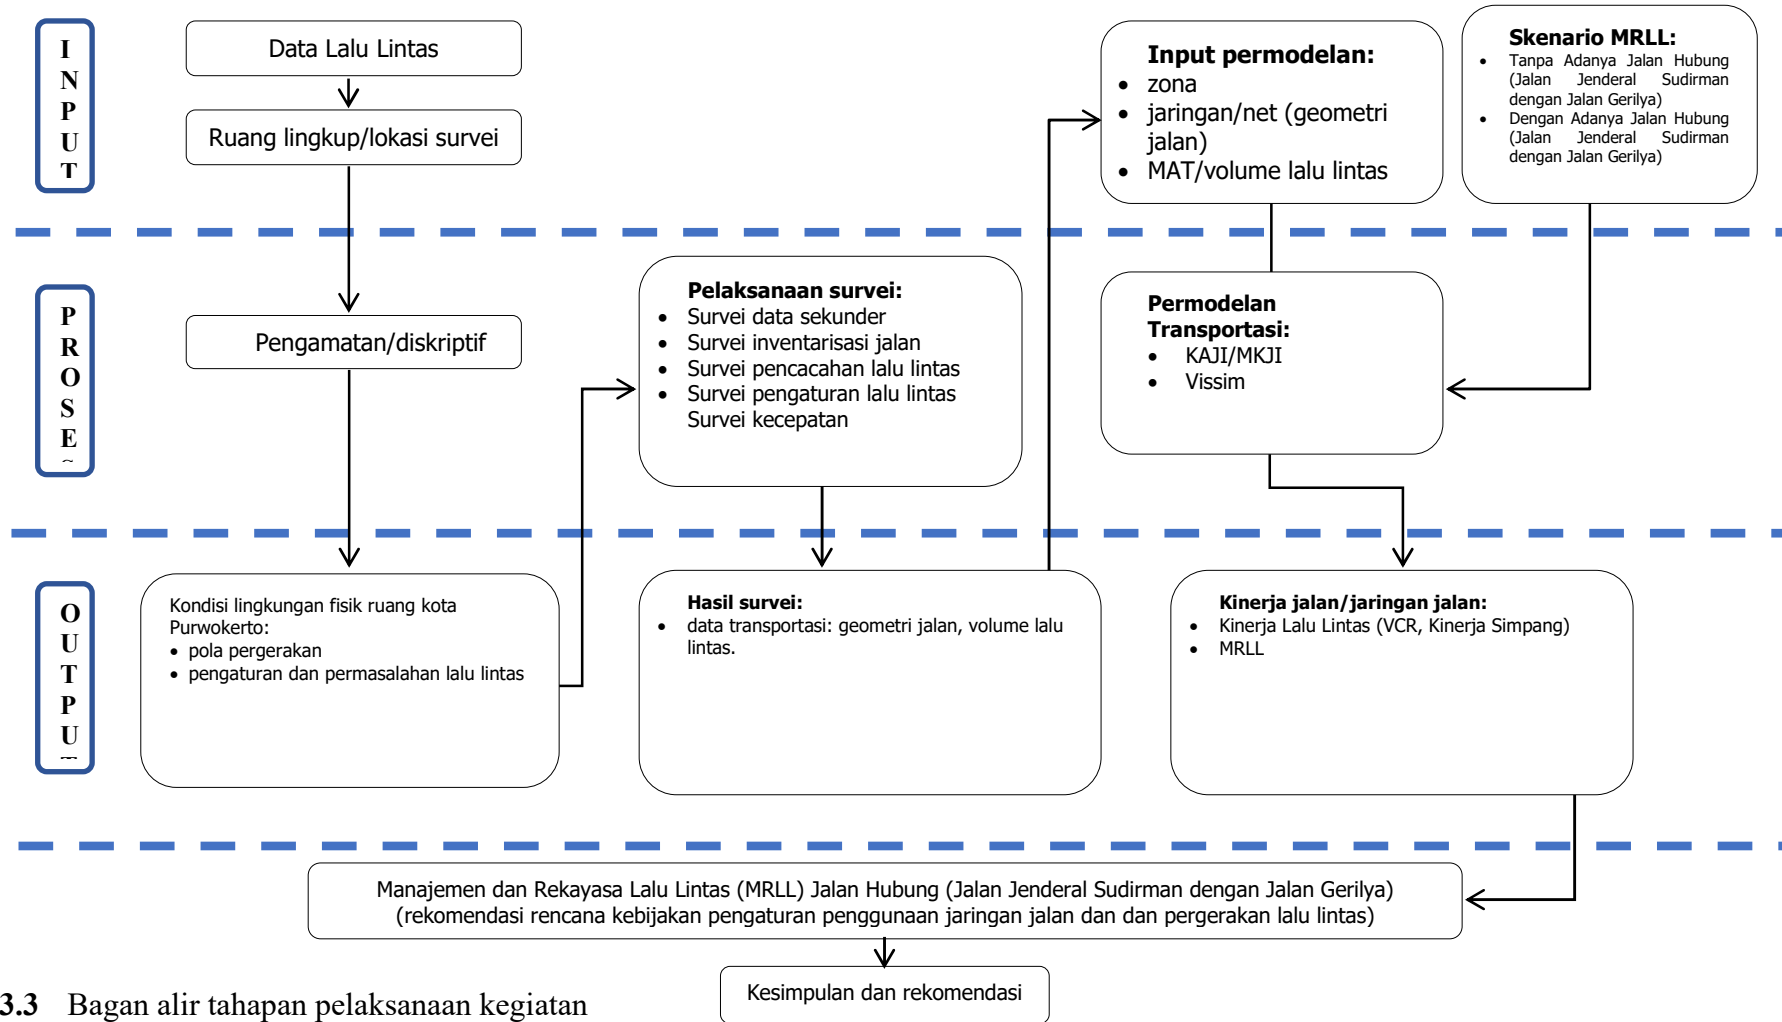 I
N
P
U
T
Data Lalu Lintas
Ruang lingkup/lokasi survei
Input permodelan:
• zona
• jaringan/net (geometri
jalan)
• MAT/volume lalu lintas
Skenario MRLL:
• Tanpa Adanya Jalan Hubung
(Jalan Jenderal Sudirman
dengan Jalan Gerilya)
• Dengan Adanya Jalan Hubung
(Jalan Jenderal Sudirman
dengan Jalan Gerilya)
P
R
O
S
E
Pengamatan/diskriptif
Pelaksanaan survei:
• Survei data sekunder
• Survei inventarisasi jalan
• Survei pencacahan lalu lintas
• Survei pengaturan lalu lintas
Survei kecepatan
Permodelan
Transportasi:
• KAJI/MKJI
• Vissim
O
U
T
P
U
Kondisi lingkungan fisik ruang kota
Purwokerto:
• pola pergerakan
• pengaturan dan permasalahan lalu lintas
Hasil survei:
• data transportasi: geometri jalan, volume lalu
lintas.
Kinerja jalan/jaringan jalan:
• Kinerja Lalu Lintas (VCR, Kinerja Simpang)
• MRLL
Manajemen dan Rekayasa Lalu Lintas (MRLL) Jalan Hubung (Jalan Jenderal Sudirman dengan Jalan Gerilya)
(rekomendasi rencana kebijakan pengaturan penggunaan jaringan jalan dan dan pergerakan lalu lintas)
Kesimpulan dan rekomendasi
3.3 Bagan alir tahapan pelaksanaan kegiatan